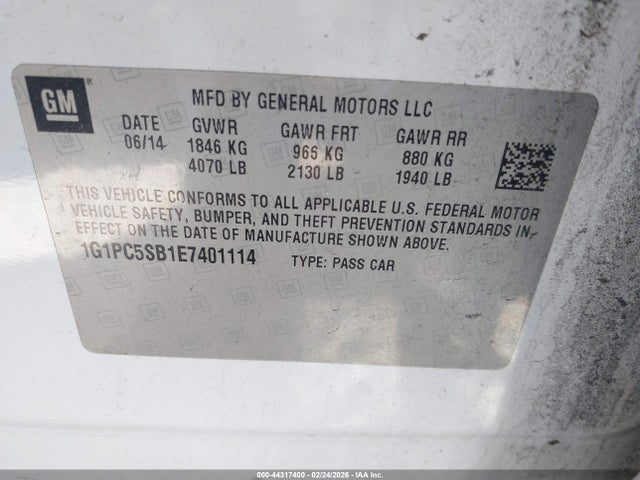 GM ®
MFD BY GENERAL MOTORS LLC
DATE GVWR GAWR FRT GAWR RR
06/14 1846 KG 965 KG 880 KG
4070 LB 2130 LB 1940 LB
THIS VEHICLE CONFORMS TO ALL APPLICABLE U.S. FEDERAL MOTOR
VEHICLE SAFETY, BUMPER, AND THEFT PREVENTION STANDARDS IN
EFFECT ON THE DATE OF MANUFACTURE SHOWN ABOVE.
1G1PC5SB1E7401114 TYPE: PASS CAR
000-44317400 - 02/24/2026 - IAA Inc.